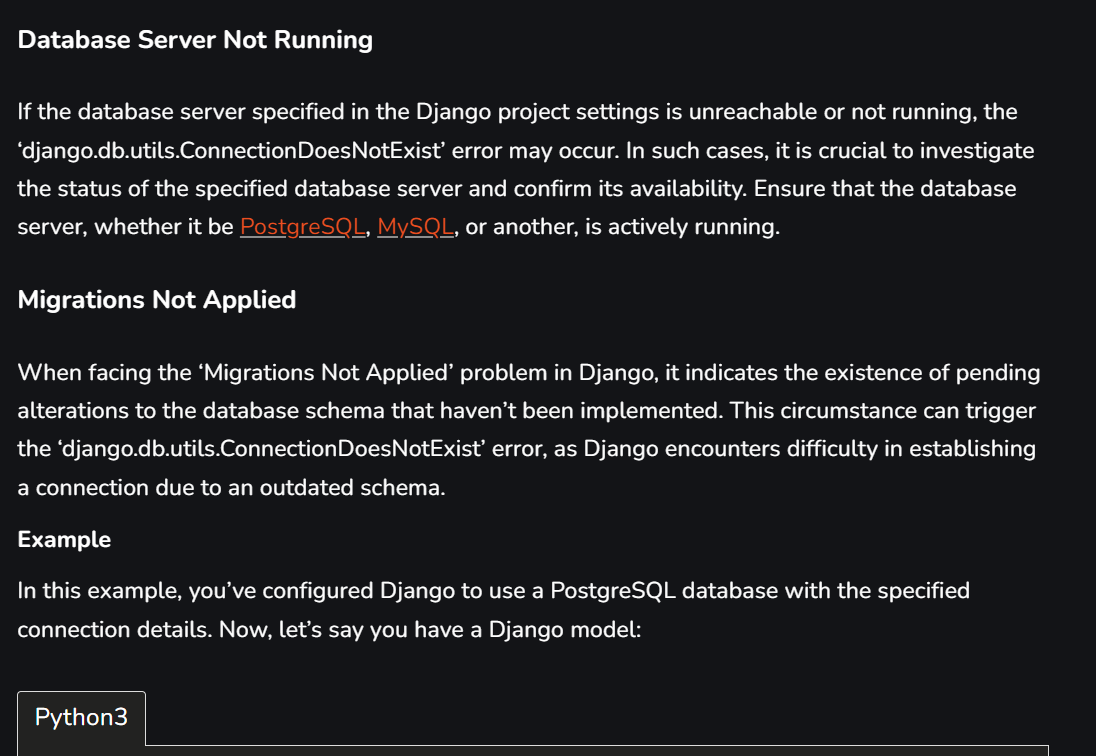 Database Server Not Running
If the database server specified in the Django project settings is unreachable or not running, the
‘django.db.utils.ConnectionDoesNotExist’ error may occur. In such cases, it is crucial to investigate
the status of the specified database server and confirm its availability. Ensure that the database
server, whether it be PostgreSQL, MySQL, or another, is actively running.
Migrations Not Applied
When facing the ‘Migrations Not Applied’ problem in Django, it indicates the existence of pending
alterations to the database schema that haven’t been implemented. This circumstance can trigger
the ‘django.db.utils.ConnectionDoesNotExist’ error, as Django encounters difficulty in establishing
a connection due to an outdated schema.
Example
In this example, you’ve configured Django to use a PostgreSQL database with the specified
connection details. Now, let’s say you have a Django model:
Python3